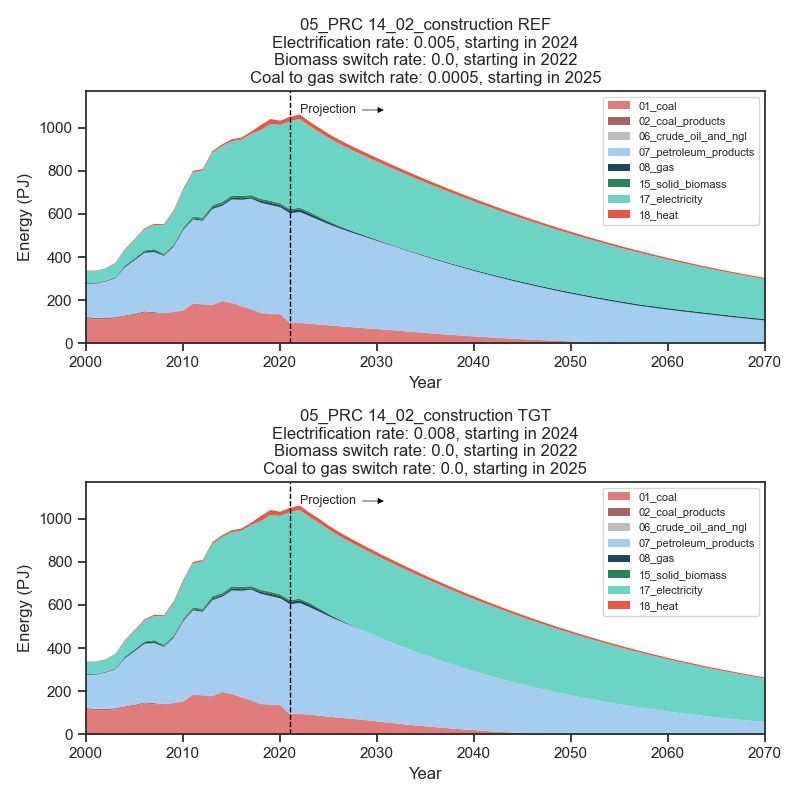 05_PRC 14_02_construction REF
Electrification rate: 0.005, starting in 2024
Biomass switch rate: 0.0, starting in 2022
Coal to gas switch rate: 0.0005, starting in 2025
Projection
01_coal
02_coal_products
06_crude_oil_and_ngl
07_petroleum_products
08_gas
15_solid_biomass
17_electricity
18_heat
Energy (PJ)
1000
800
600
400
200
0
2000 2010 2020 2030 2040 2050 2060 2070
Year
05_PRC 14_02_construction TGT
Electrification rate: 0.008, starting in 2024
Biomass switch rate: 0.0, starting in 2022
Coal to gas switch rate: 0.0, starting in 2025
Projection
01_coal
02_coal_products
06_crude_oil_and_ngl
07_petroleum_products
08_gas
15_solid_biomass
17_electricity
18_heat
Energy (PJ)
1000
800
600
400
200
0
2000 2010 2020 2030 2040 2050 2060 2070
Year